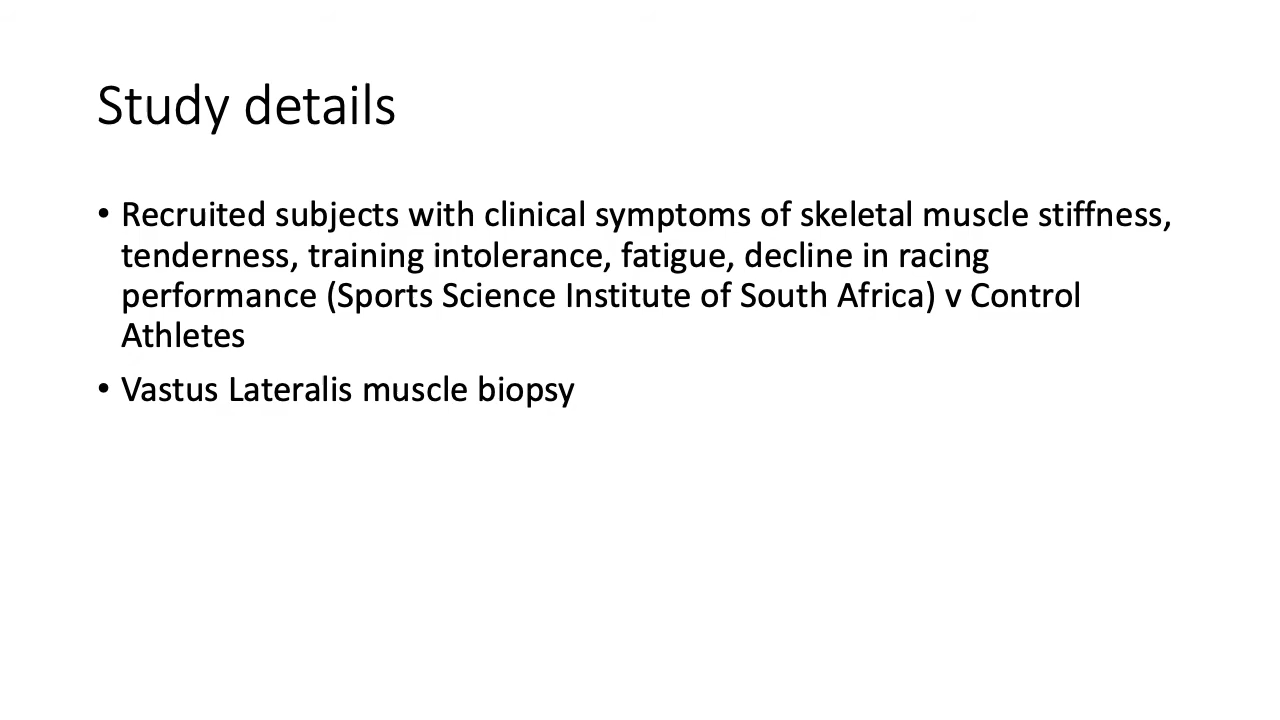 Study details
• Recruited subjects with clinical symptoms of skeletal muscle stiffness,
tenderness, training intolerance, fatigue, decline in racing
performance (Sports Science Institute of South Africa) v Control
Athletes
• Vastus Lateralis muscle biopsy